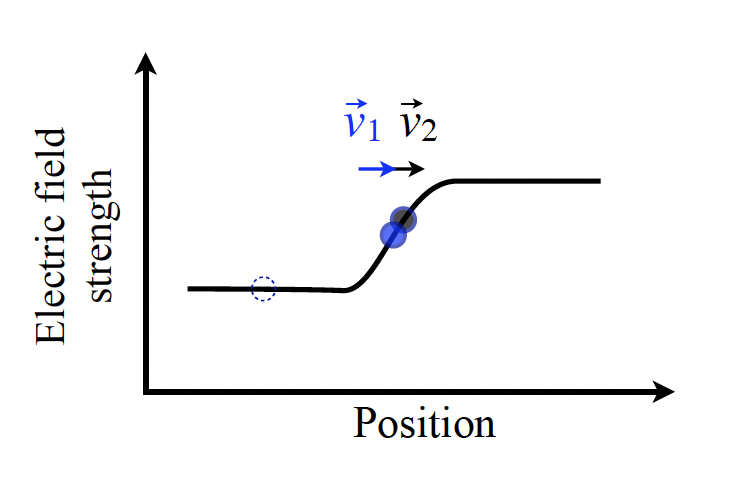 v⃗1 v⃗2
Electric field
strength
Position